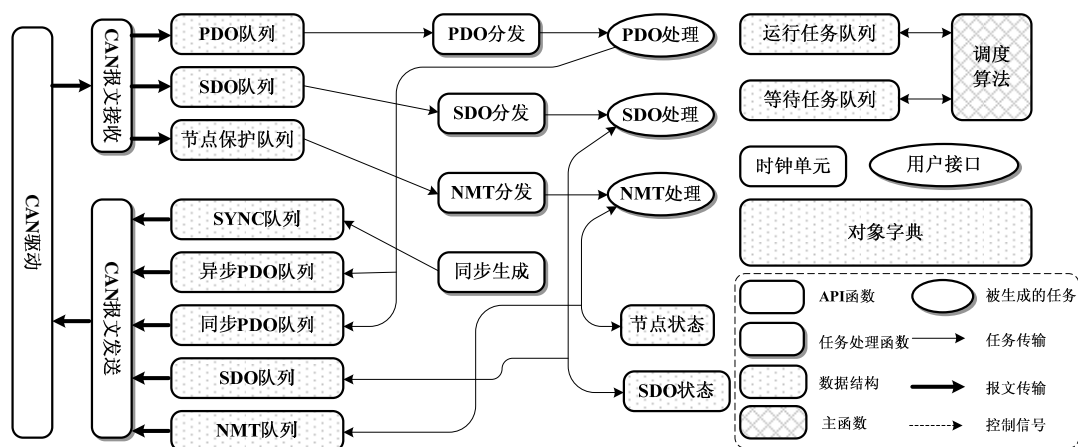 CAN驱动
CAN报文接收
PDO队列
SDO队列
节点保护队列
CAN报文发送
SYNC队列
异步PDO队列
同步PDO队列
SDO队列
NMT队列
PDO分发
SDO分发
NMT分发
同步生成
PDO处理
SDO处理
NMT处理
节点状态
SDO状态
运行任务队列
等待任务队列
调度
算法
时钟单元
用户接口
对象字典
API函数
被生成的任务
任务处理函数
任务传输
数据结构
报文传输
主函数
控制信号